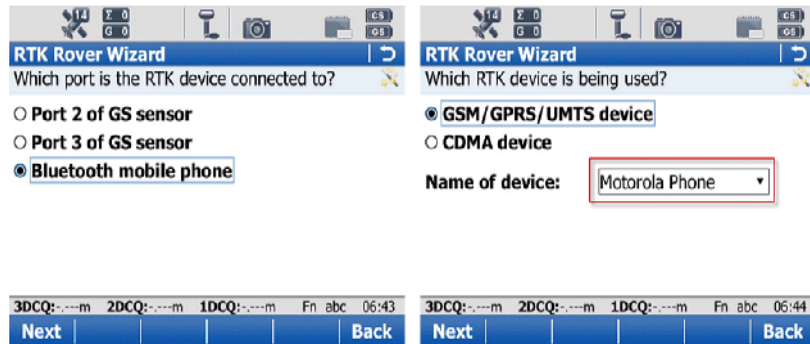 14 Σ 0 G 0 CS GS
RTK Rover Wizard
Which port is the RTK device connected to?
Port 2 of GS sensor
Port 3 of GS sensor
Bluetooth mobile phone
3DCQ:-.---m 2DCQ:-.---m 1DCQ:-.---m Fn abc 06:43
Next Back
14 Σ 0 G 0 CS GS
RTK Rover Wizard
Which RTK device is being used?
GSM/GPRS/UMTS device
CDMA device
Name of device: Motorola Phone
3DCQ:-.---m 2DCQ:-.---m 1DCQ:-.---m Fn abc 06:44
Next Back